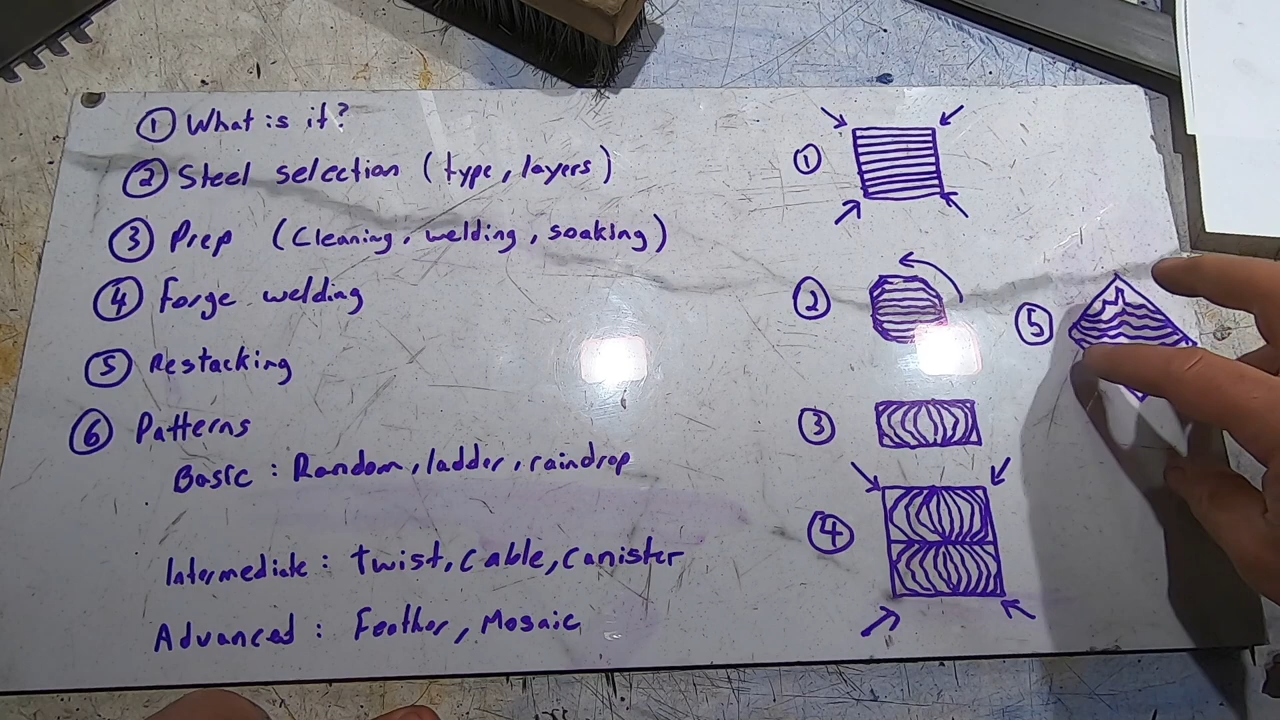 ① What is it?
② Steel selection (type, layers)
③ Prep (Cleaning, welding, soaking)
④ Forge welding
⑤ Restacking
⑥ Patterns
Basic : Random, ladder, raindrop
Intermediate : Twist, Cable, Canister
Advanced : Feather, Mosaic
①
②
③
④
⑤